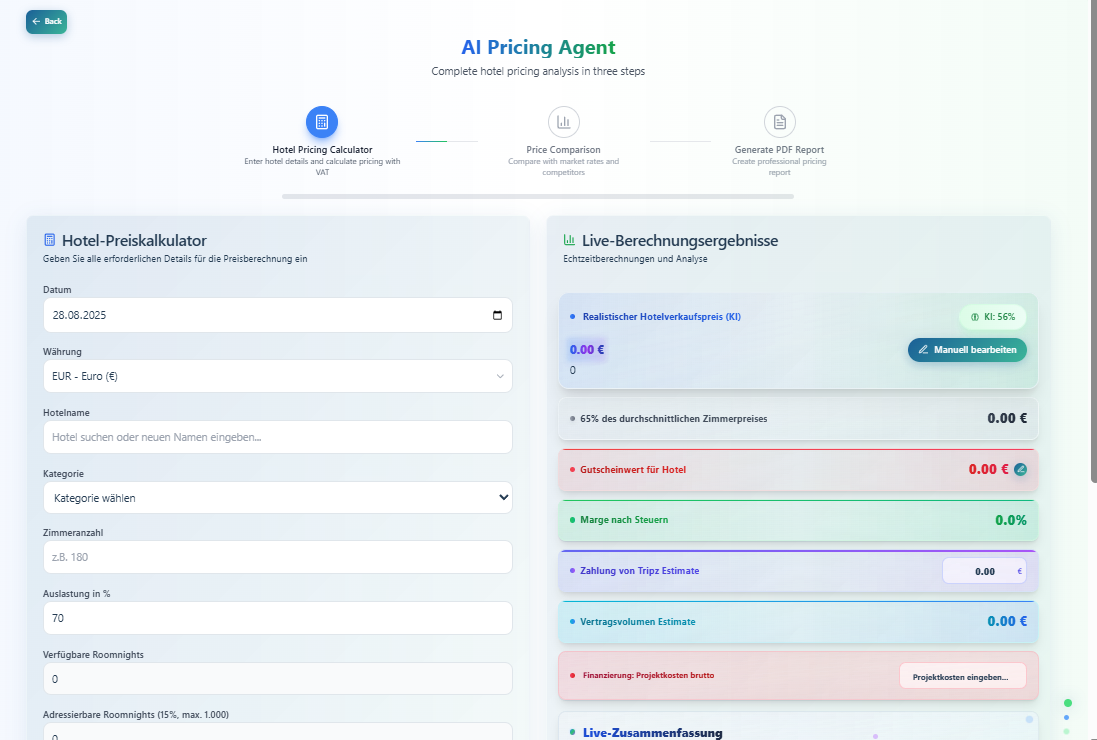 Back
AI Pricing Agent
Complete hotel pricing analysis in three steps
Hotel Pricing Calculator
Enter hotel details and calculate pricing with
VAT
Price Comparison
Compare with market rates and
competitors
Generate PDF Report
Create professional pricing
report
Hotel-Preiskalkulator
Geben Sie alle erforderlichen Details für die Preisberechnung ein
Datum
28.08.2025
Währung
EUR - Euro (€)
Hotelname
Hotel suchen oder neuen Namen eingeben...
Kategorie
Kategorie wählen
Zimmeranzahl
z.B. 180
Auslastung in %
70
Verfügbare Roomnights
0
Adressierbare Roomnights (15%, max. 1.000)
0
Live-Berechnungsergebnisse
Echtzeitberechnungen und Analyse
Realistischer Hotelverkaufspreis (KI)
KI: 56%
0.00 €
Manuell bearbeiten
0
65% des durchschnittlichen Zimmerpreises
0.00 €
Gutscheinwert für Hotel
0.00 €
Marge nach Steuern
0.0%
Zahlung von Tripz Estimate
0.00 €
Vertragsvolumen Estimate
0.00 €
Finanzierung: Projektkosten brutto
Projektkosten eingeben...
Live-Zusammenfassung